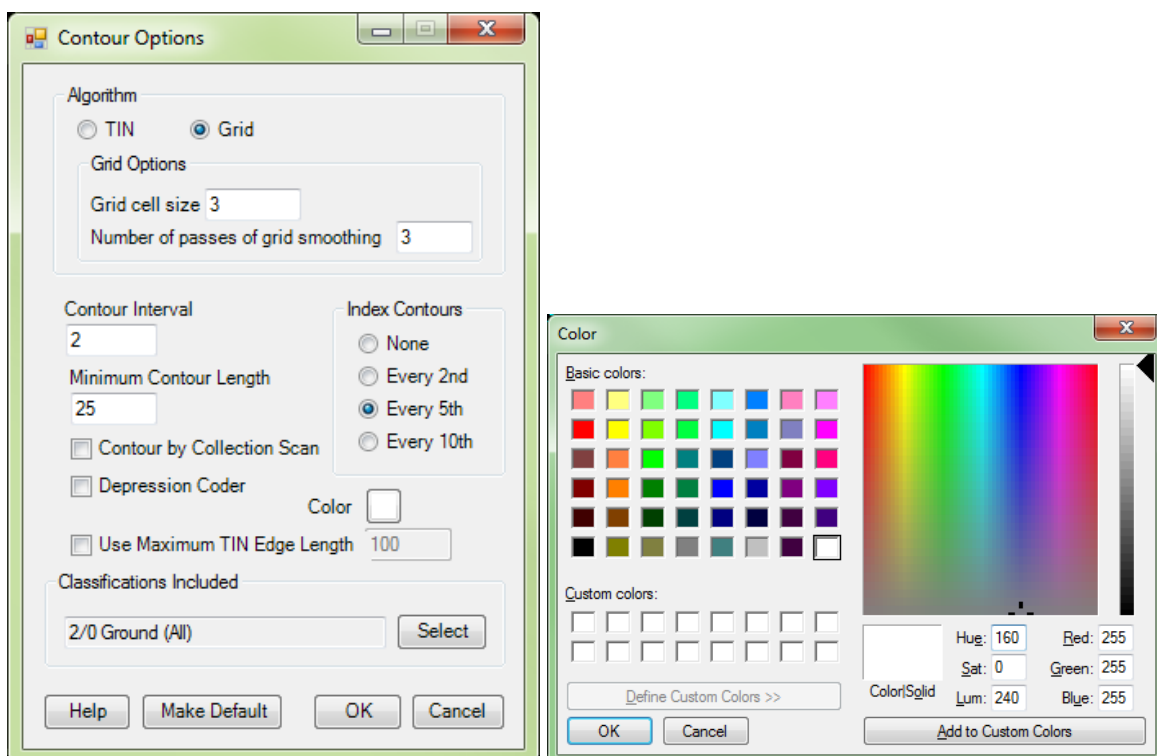 Contour Options
Algorithm
TIN Grid
Grid Options
Grid cell size 3
Number of passes of grid smoothing 3
Contour Interval
2
Minimum Contour Length
25
Contour by Collection Scan
Depression Coder
Index Contours
None
Every 2nd
Every 5th
Every 10th
Color
Use Maximum TIN Edge Length 100
Classifications Included
2/0 Ground (All) Select
Help Make Default OK Cancel
Color
Basic colors:
Custom colors:
Define Custom Colors >>
OK Cancel
Color|Solid
Hue: 160 Red: 255
Sat: 0 Green: 255
Lum: 240 Blue: 255
Add to Custom Colors